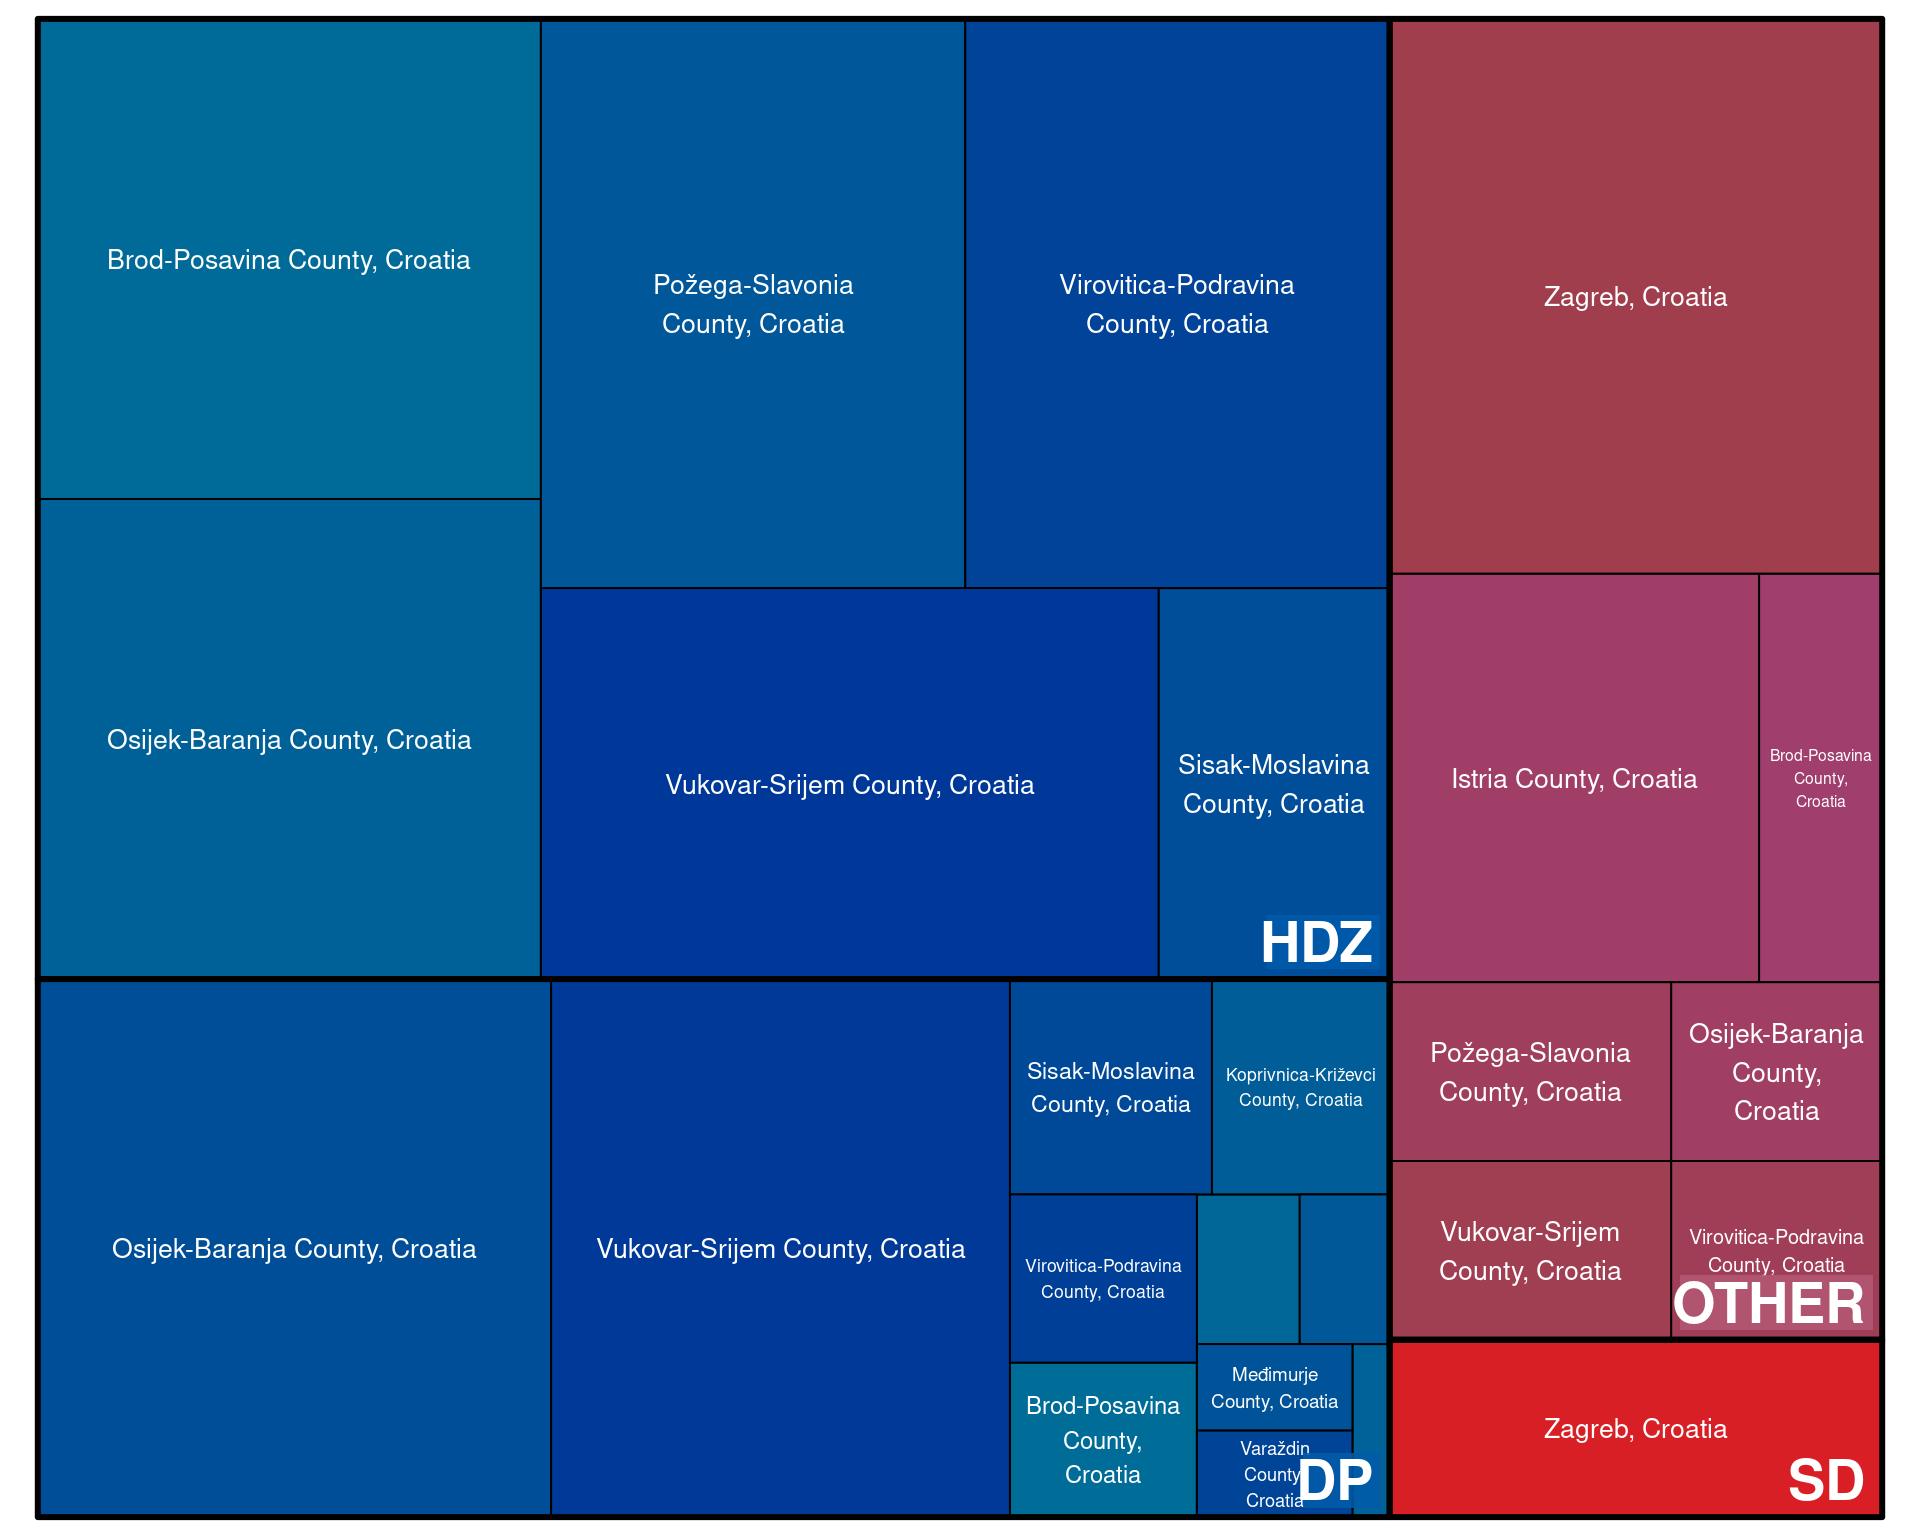 Brod-Posavina County, Croatia
Požega-Slavonia
County, Croatia
Virovitica-Podravina
County, Croatia
Osijek-Baranja County, Croatia
Vukovar-Srijem County, Croatia
Sisak-Moslavina
County, Croatia
HDZ
Zagreb, Croatia
Istria County, Croatia
Brod-Posavina
County,
Croatia
Požega-Slavonia
County, Croatia
Osijek-Baranja
County,
Croatia
Vukovar-Srijem
County, Croatia
Virovitica-Podravina
County, Croatia
OTHER
Osijek-Baranja County, Croatia
Vukovar-Srijem County, Croatia
Sisak-Moslavina
County, Croatia
Koprivnica-Križevci
County, Croatia
Virovitica-Podravina
County, Croatia
Brod-Posavina
County,
Croatia
Međimurje
County, Croatia
Varaždin
County
Croatia
DP
Zagreb, Croatia
SD